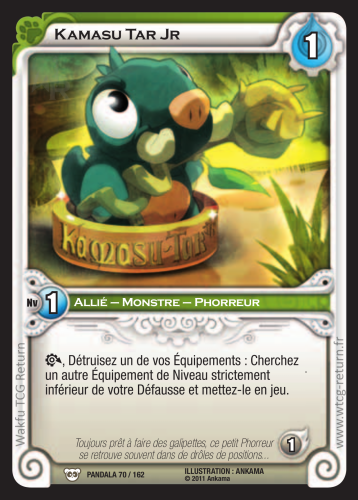 Kamasu Tar Jr
1
Kamasu-Tar
Nv 1
Allié – Monstre – Phorreur
, Détruisez un de vos Équipements : Cherchez
un autre Équipement de Niveau strictement
inférieur de votre Défausse et mettez-le en jeu.
Toujours prêt à faire des galipettes, ce petit Phorreur
se retrouve souvent dans de drôles de positions...
1
PANDALA 70 / 162
ILLUSTRATION : ANKAMA
© 2011 Ankama
Wakfu TCG Return
www.wtcg-return.fr